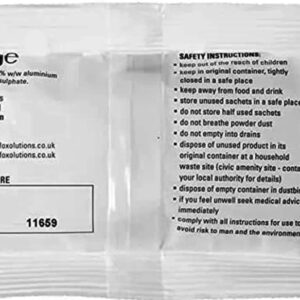 ge
% w/w aluminium
sulphate.
s
n
ov.uk
foxolutions.co.uk
RE
11659
SAFETY INSTRUCTIONS:
• keep out of the reach of children
• keep in original container, tightly
closed in a safe place
• keep away from food and drink
• store unused sachets in a safe place
• do not store half used sachets
• do not breathe powder dust
• do not empty into drains
• dispose of unused product in its
original container at a household
waste site (civic amenity site - contact
your local authority for details)
• dispose of empty container in dustbin
• if you feel unwell seek medical advice
immediately
• comply with all instructions for use to
avoid risk to man and the environment